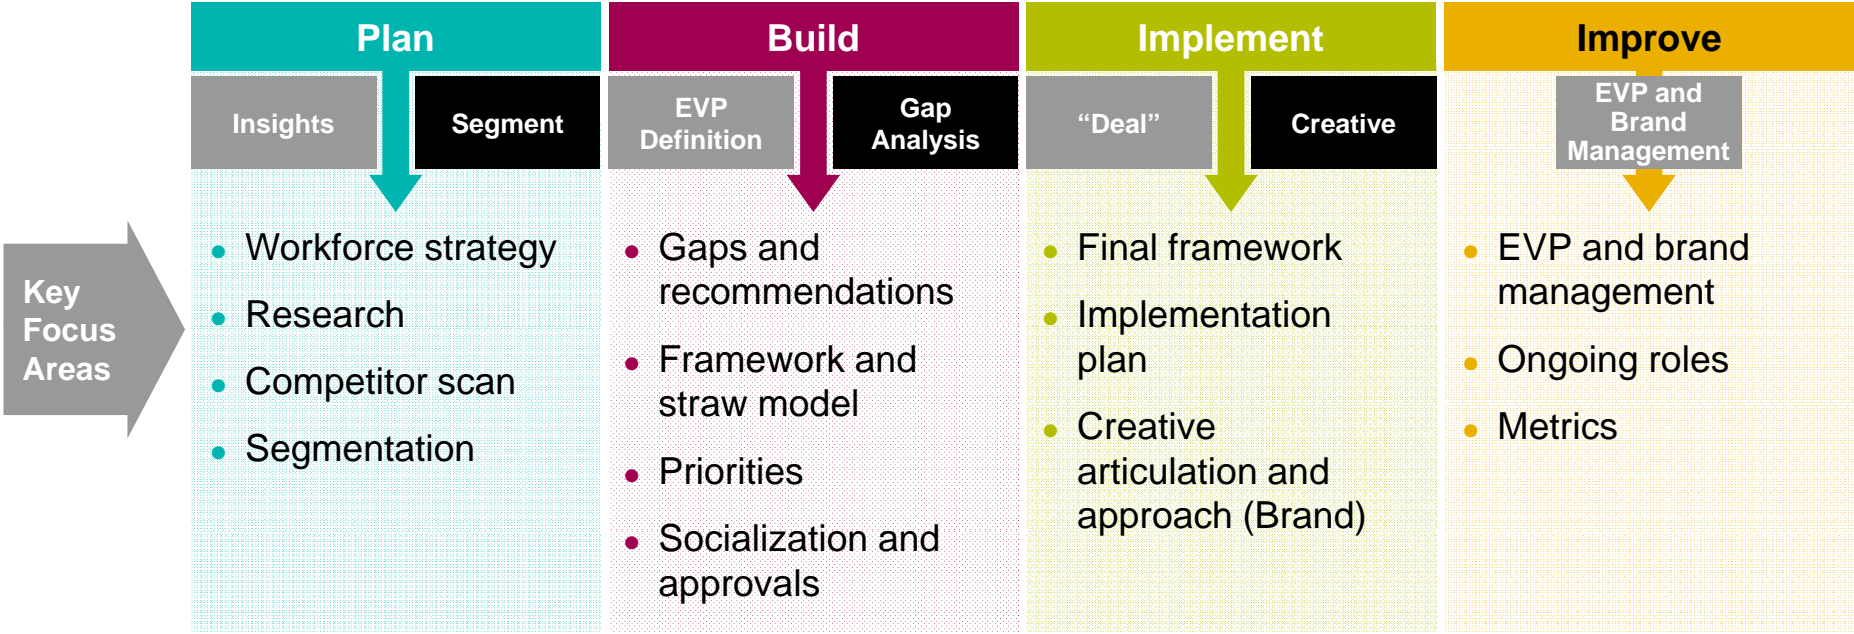 Plan
Build
Implement
Improve
Insights
Segment
EVP
Definition
Gap
Analysis
“Deal”
Creative
EVP and
Brand
Management
Key
Focus
Areas
• Workforce strategy
• Research
• Competitor scan
• Segmentation
• Gaps and
recommendations
• Framework and
straw model
• Priorities
• Socialization and
approvals
• Final framework
• Implementation
plan
• Creative
articulation and
approach (Brand)
• EVP and brand
management
• Ongoing roles
• Metrics